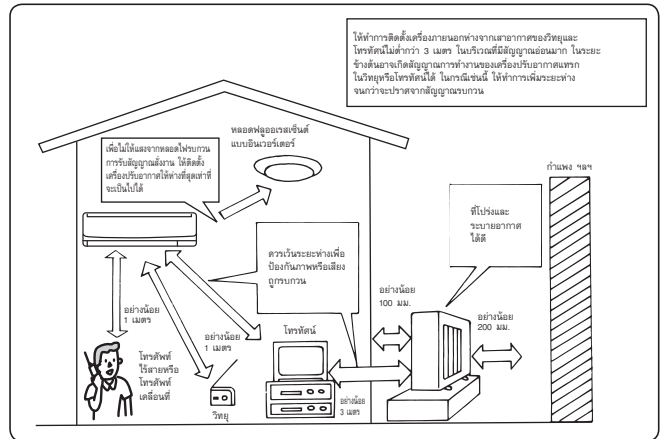 ให้ทำการติดตั้งเครื่องภายนอกห่างจากเสาอากาศของวิทยุและ
โทรทัศน์ไม่ต่ำกว่า 3 เมตร ในบริเวณที่มีสัญญาณอ่อนมาก ในระยะ
ข้างต้นอาจเกิดสัญญาณการทำงานของเครื่องปรับอากาศแทรก
ในวิทยุหรือโทรทัศน์ได้ ในกรณีเช่นนี้ ให้ทำการเพิ่มระยะห่าง
จนกว่าจะปราศจากสัญญาณรบกวน
หลอดฟลูออเรสเซ็นต์
แบบอินเวอร์เตอร์
เพื่อไม่ให้แสงจากหลอดไฟรบกวน
การรับสัญญาณสั่งงาน ให้ติดตั้ง
เครื่องปรับอากาศให้ห่างที่สุดเท่าที่
จะเป็นไปได้
กำแพง ฯลฯ
ที่โปร่งและ
ระบายอากาศ
ได้ดี
ควรเว้นระยะห่างเพื่อ
ป้องกันภาพหรือเสียง
ถูกรบกวน
อย่างน้อย
100 มม.
อย่างน้อย
200 มม.
อย่างน้อย
1 เมตร
อย่างน้อย
1 เมตร
โทรทัศน์
โทรศัพท์
ไร้สายหรือ
โทรศัพท์
เคลื่อนที่
วิทยุ
อย่างน้อย
3 เมตร